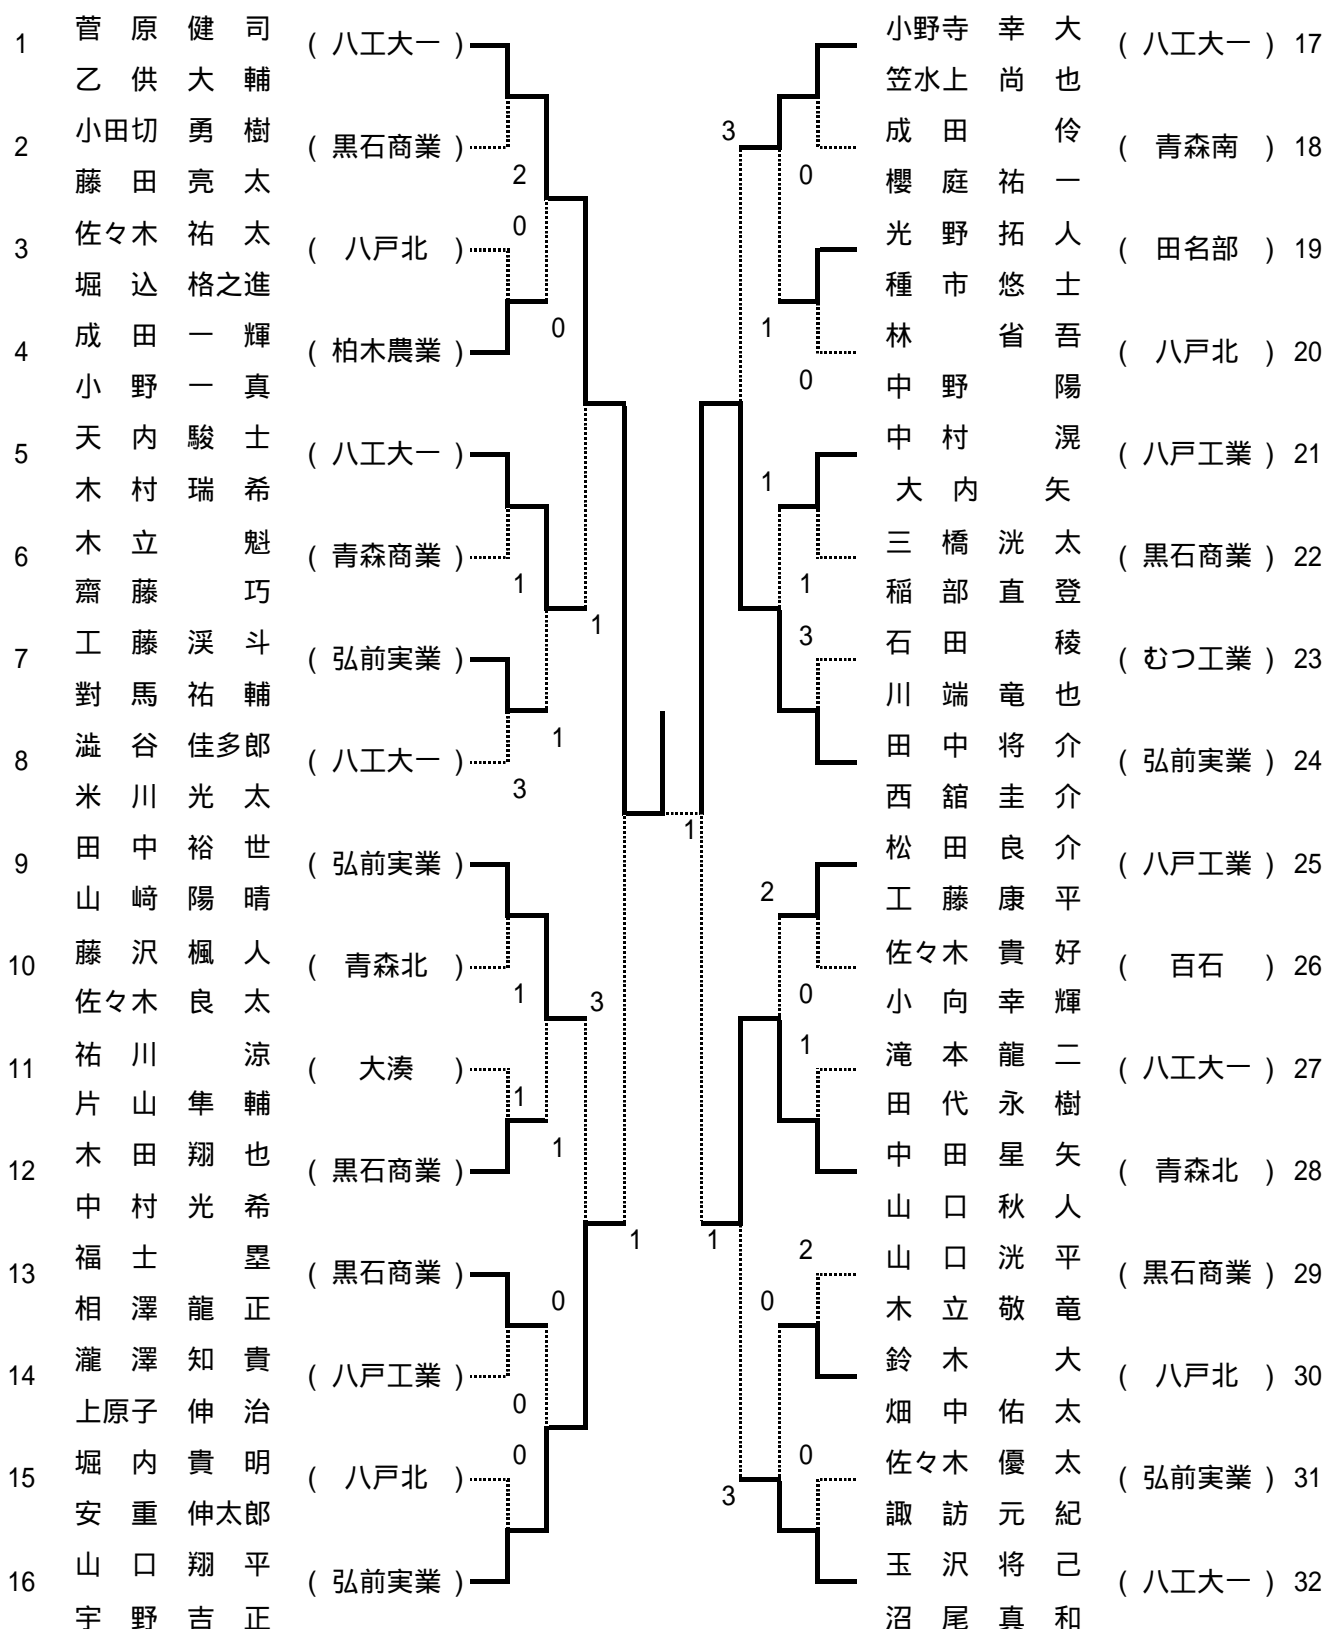 菅原健司
1 (八工大一)
乙供大輔
小田切勇樹
2 (黒石商業)
藤田亮太
2
佐々木祐太
0
3 (八戸北)
堀込格之進
成田一輝
0
4 (柏木農業)
小野一真
天内駿士
5 (八工大一)
木村瑞希
木立魁
6 (青森商業)
1
齋藤巧
1
工藤渓斗
7 (弘前実業)
對馬祐輔
1
澁谷佳多郎
8 (八工大一)
3
米川光太
田中裕世
9 (弘前実業)
山﨑陽晴
藤沢楓人
10 (青森北)
1
佐々木良太
3
祐川涼
11 (大湊)
1
片山隼輔
1
木田翔也
12 (黒石商業)
中村光希
1
福士塁
13 (黒石商業)
0
相澤龍正
瀧澤知貴
14 (八戸工業)
0
上原子伸治
0
堀内貴明
15 (八戸北)
安重伸太郎
山口翔平
16 (弘前実業)
宇野吉正
1
小野寺幸大
(八工大一) 17
笠水上尚也
3
成田伶
(青森南) 18
0
櫻庭祐一
光野拓人
(田名部) 19
種市悠士
1
林省吾
(八戸北) 20
0
中野陽
中村滉
(八戸工業) 21
1
大内矢
三橋洸太
(黒石商業) 22
1
稲部直登
3
石田稜
(むつ工業) 23
川端竜也
田中将介
(弘前実業) 24
西舘圭介
松田良介
(八戸工業) 25
2
工藤康平
佐々木貴好
(百石) 26
0
小向幸輝
1
滝本龍二
(八工大一) 27
田代永樹
中田星矢
(青森北) 28
山口秋人
1
2
山口洸平
(黒石商業) 29
0
木立敬竜
鈴木大
(八戸北) 30
畑中佑太
0
佐々木優太
(弘前実業) 31
3
諏訪元紀
玉沢将己
(八工大一) 32
沼尾真和